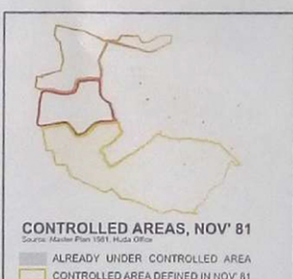 CONTROLLED AREAS, NOV' 81
Source: Master Plan 1981, Huda Office
ALREADY UNDER CONTROLLED AREA
CONTROLLED AREA DEFINED IN NOV' 81